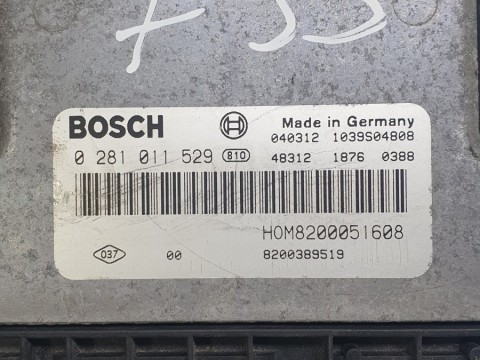 BOSCH
Made in Germany
040312 1039S04808
0 281 011 529 810
48312 1876 0388
HOM8200051608
037 00 8200389519